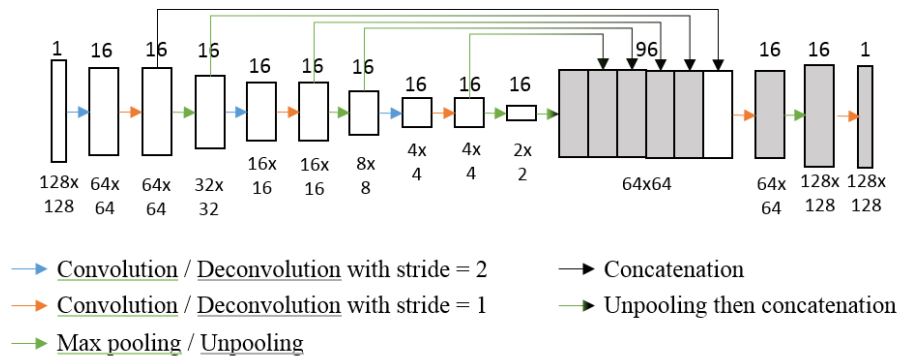 1 16 16 16 16 16 16 16 16 16 96 16 16 1
128x 128
64x 64
64x 64
32x 32
16x 16
16x 16
8x 8
4x 4
4x 4
2x 2
64x64
64x 64
128x 128
128x 128
Convolution / Deconvolution with stride = 2
Convolution / Deconvolution with stride = 1
Max pooling / Unpooling
Concatenation
Unpooling then concatenation